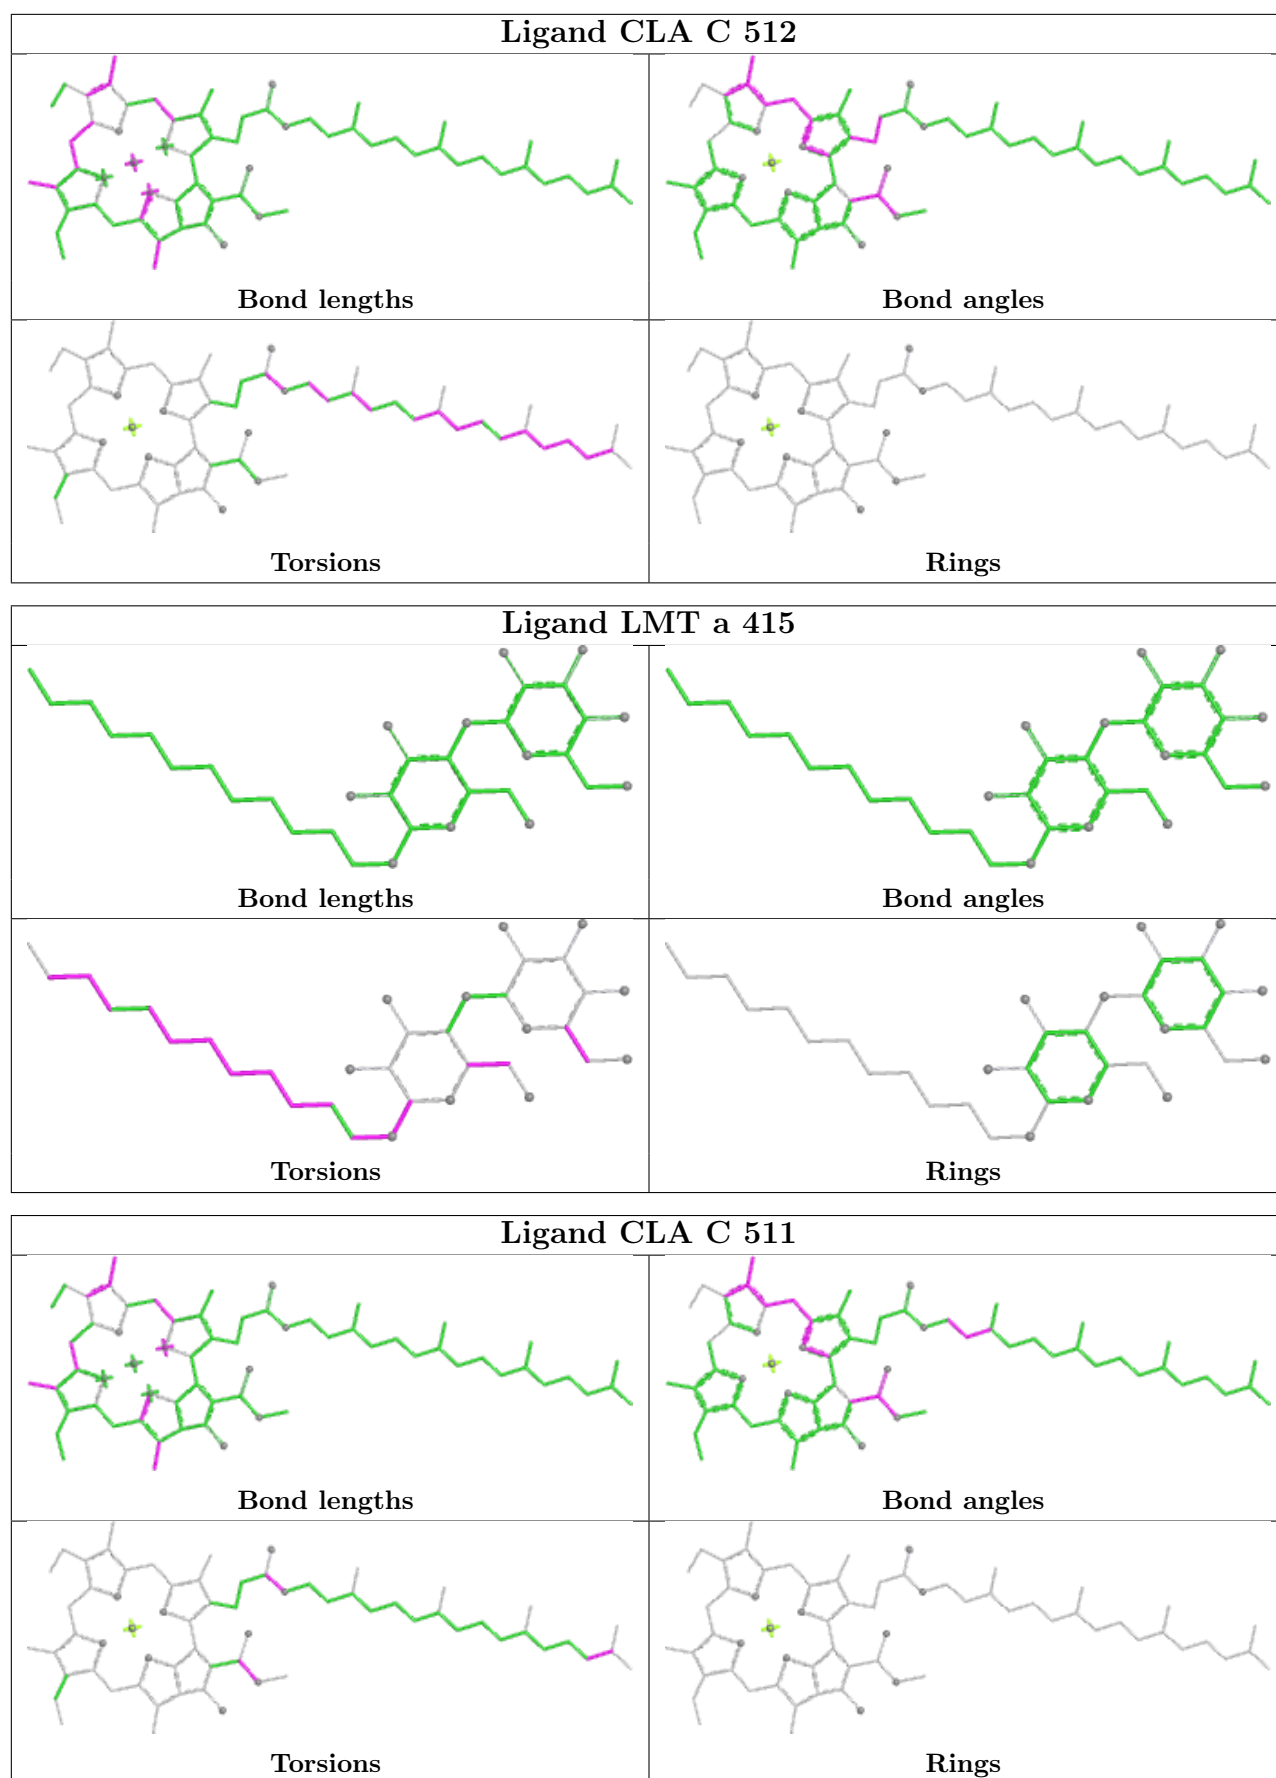 Ligand CLA C 512
Bond lengths
Bond angles
Torsions
Rings
Ligand LMT a 415
Bond lengths
Bond angles
Torsions
Rings
Ligand CLA C 511
Bond lengths
Bond angles
Torsions
Rings